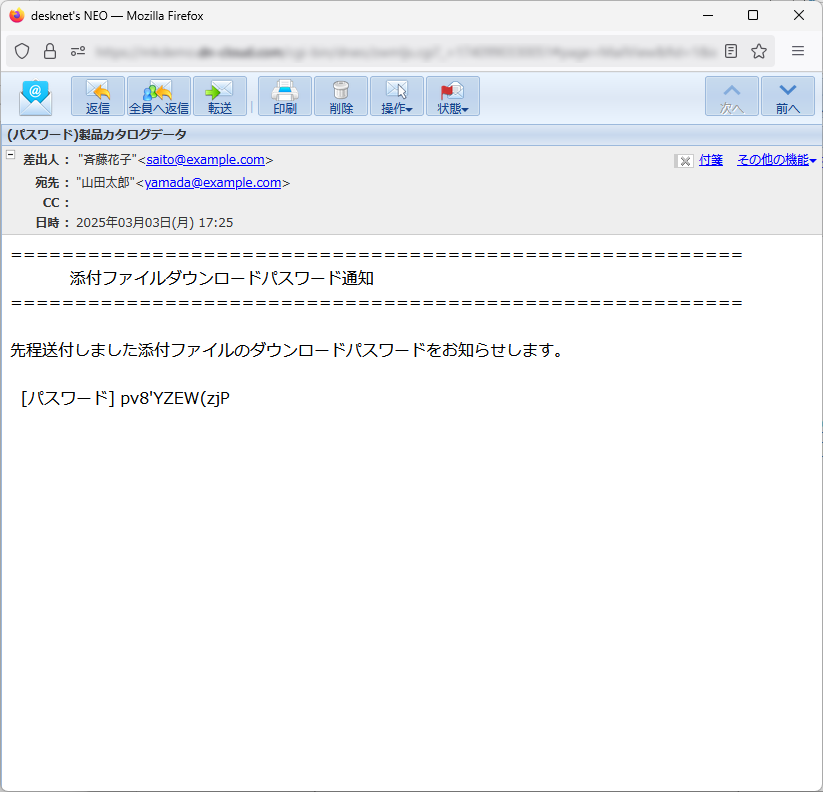 desknet's NEO — Mozilla Firefox
返信
全員へ返信
転送
印刷
削除
操作▾
状態▾
次へ
前へ
(パスワード)製品カタログデータ
差出人： "斉藤花子"<saito@example.com>
付箋 その他の機能▾
宛先： "山田太郎"<yamada@example.com>
CC：
日時： 2025年03月03日(月) 17:25
=========================================================
添付ファイルダウンロードパスワード通知
=========================================================
先程送付しました添付ファイルのダウンロードパスワードをお知らせします。
[パスワード] pv8'YZEW(zjP